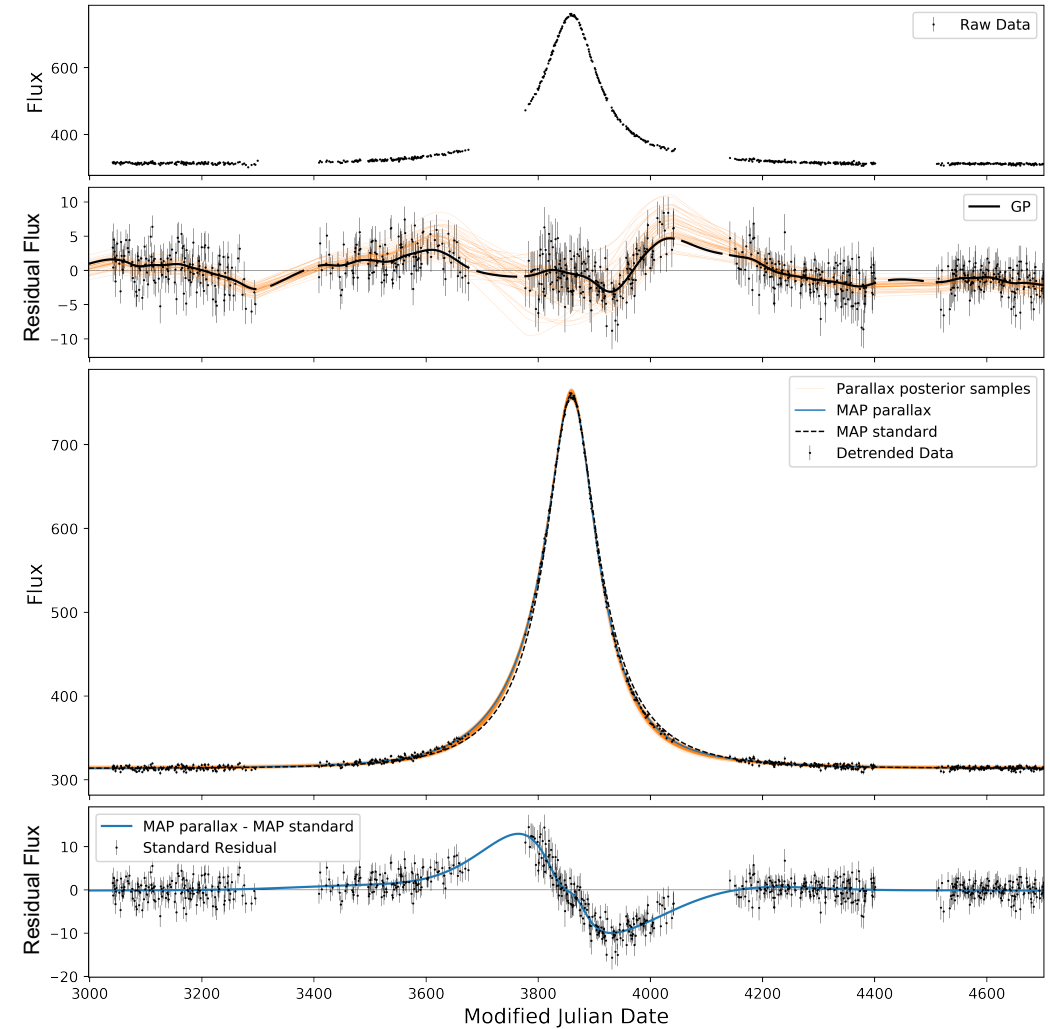 Raw Data
600
400
Flux
GP
10
5
0
−5
−10
Residual Flux
Parallax posterior samples
MAP parallax
MAP standard
Detrended Data
700
600
500
400
300
Flux
MAP parallax - MAP standard
Standard Residual
10
0
−10
−20
Residual Flux
3000 3200 3400 3600 3800 4000 4200 4400 4600
Modified Julian Date